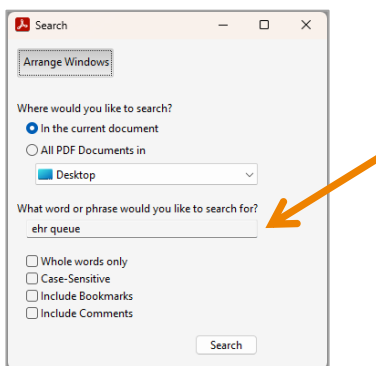 Search
Arrange Windows
Where would you like to search?
In the current document
All PDF Documents in
Desktop
What word or phrase would you like to search for?
ehr queue
Whole words only
Case-Sensitive
Include Bookmarks
Include Comments
Search